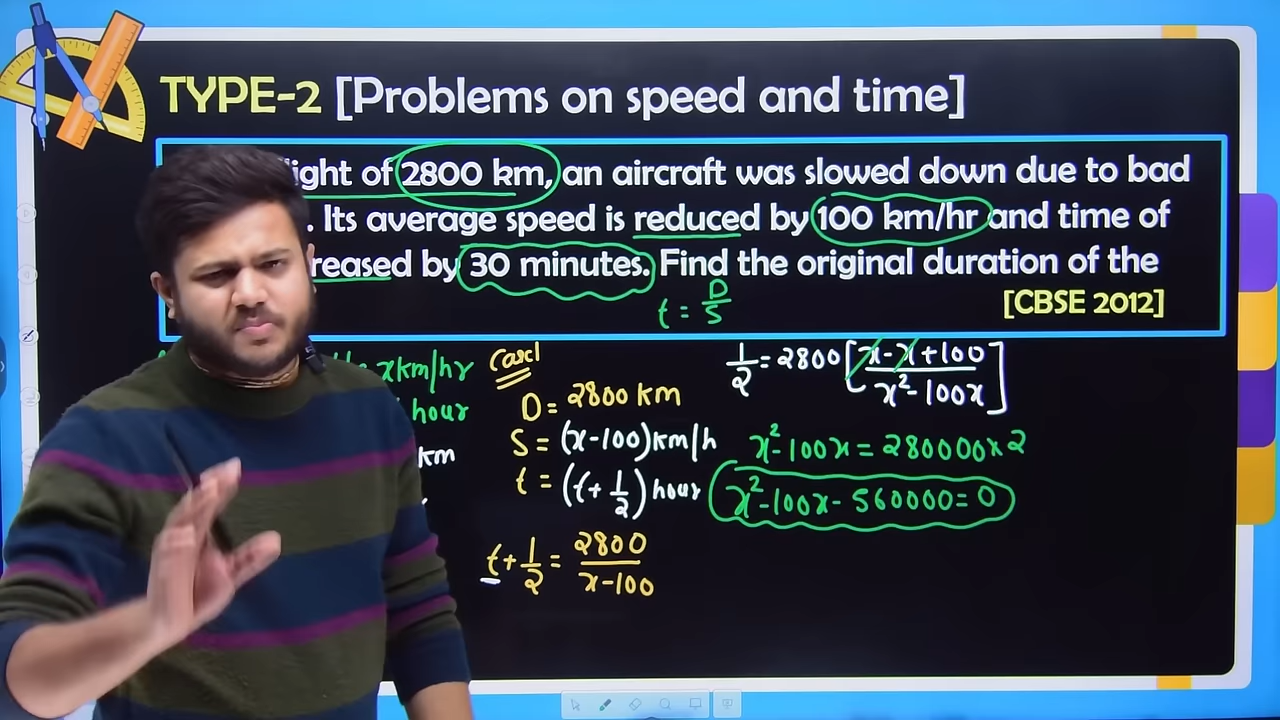 TYPE-2 [Problems on speed and time]
ight of 2800 km, an aircraft was slowed down due to bad
. Its average speed is reduced by 100 km/hr and time of
reased by 30 minutes. Find the original duration of the
t = D/S
[CBSE 2012]
x km/hr
hour
km
Case I
D = 2800 km
S = (x-100) km/h
t = (t + 1/2) hour
t + 1/2 = 2800/x-100
1/2 = 2800 [x - x + 100/x² - 100x]
x² - 100x = 280000 x 2
x² - 100x - 560000 = 0